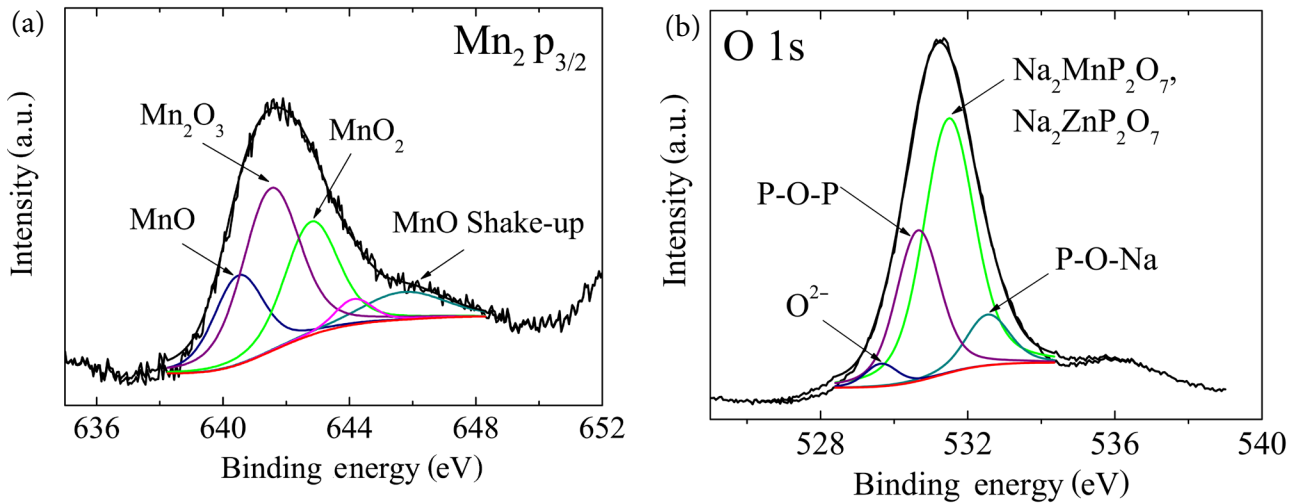 (a)
Mn₂ p₃/₂
Mn₂O₃
MnO₂
MnO
MnO Shake-up
Intensity (a.u.)
636 640 644 648 652
Binding energy (eV)
(b)
O 1s
Na₂MnP₂O₇,
Na₂ZnP₂O₇
P-O-P
P-O-Na
O²⁻
Intensity (a.u.)
528 532 536 540
Binding energy (eV)